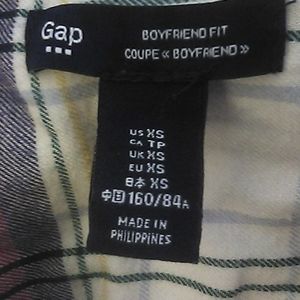 Gap
BOYFRIEND FIT
COUPE « BOYFRIEND »
US XS
CA TP
UK XS
EU XS
日本 XS
中国 160/84A
MADE IN
PHILIPPINES